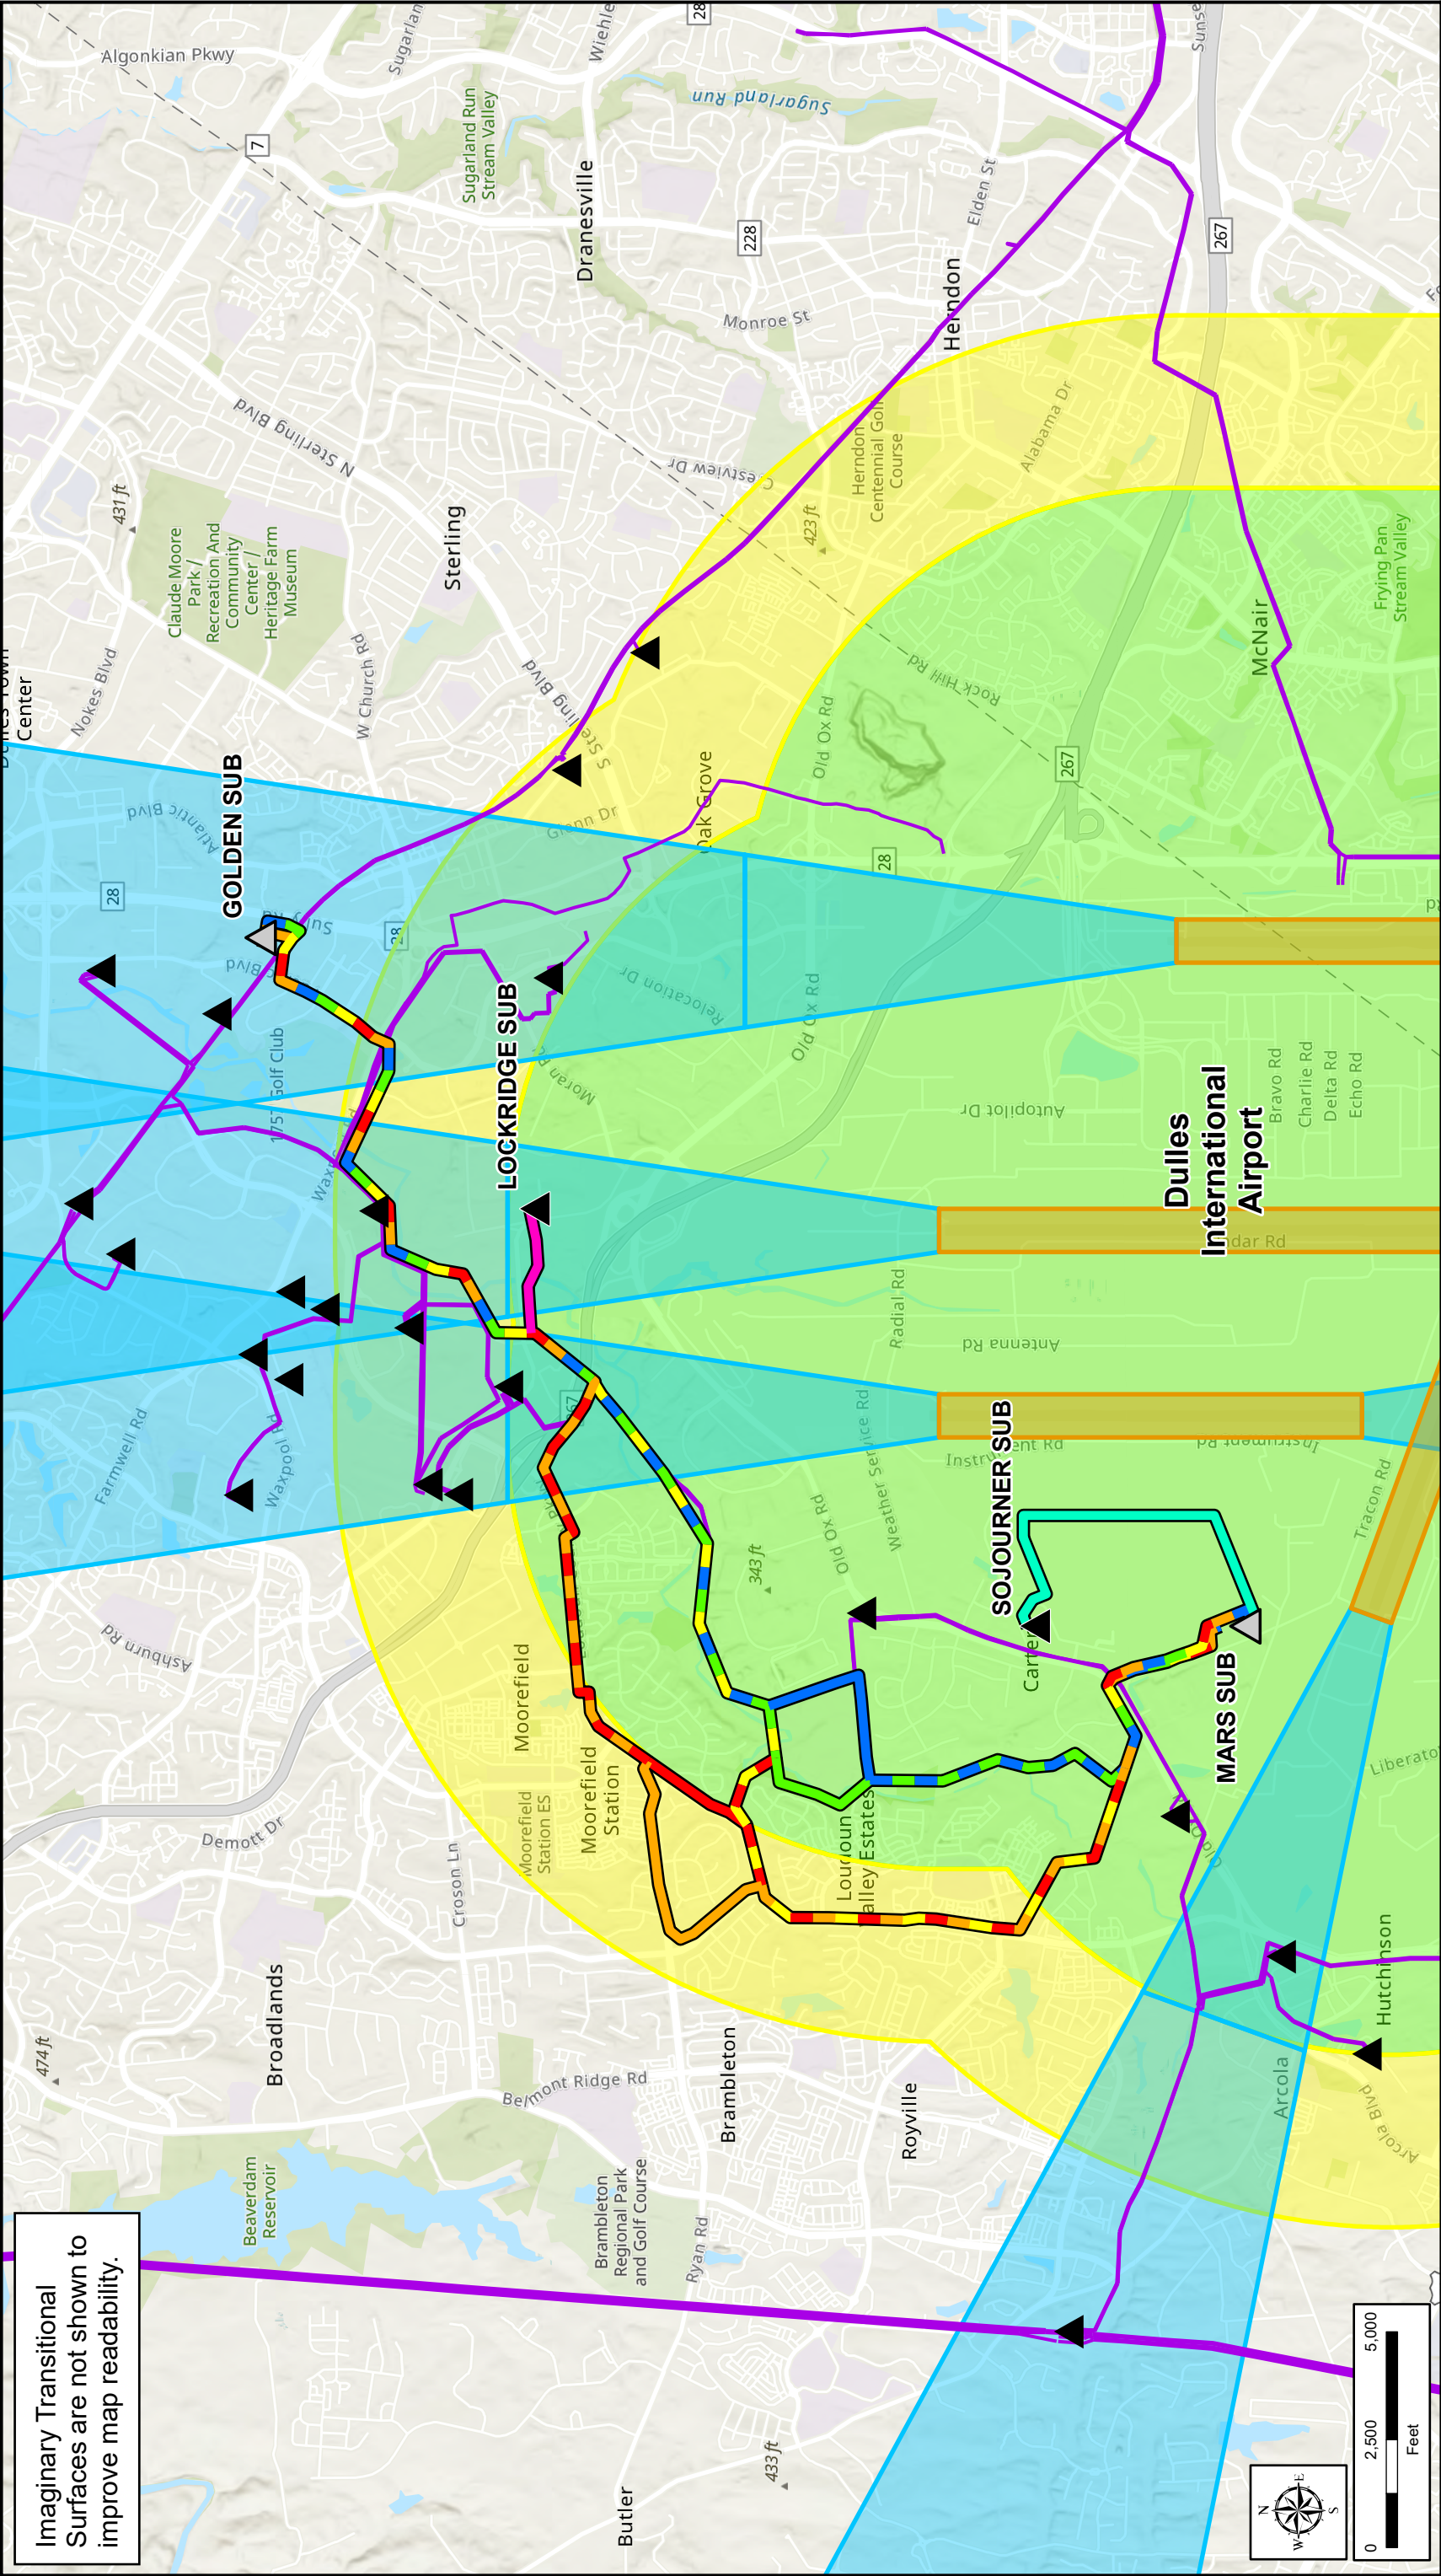 Imaginary Transitional
Surfaces are not shown to
improve map readability.
Algonkian Pkwy
7
28
Sugarland Run
Stream Valley
Sugarland Run
Dranesville
228
Elden St
Monroe St
Herndon
267
N Sterling Blvd
431 ft
Claude Moore
Park /
Recreation And
Community
Center /
Heritage Farm
Museum
Sterling
Herndon
Centennial Golf
Course
423 ft
Alabama Dr
Center
Nokes Blvd
W Church Rd
Rock Hill Rd
McNair
Frying Pan
Stream Valley
Old Ox Rd
267
GOLDEN SUB
Atlantic Blvd
28
28
Glenn Dr
Oak Grove
28
1757 Golf Club
LOCKRIDGE SUB
Relocation Dr
Moran Rd
Old Ox Rd
Autopilot Dr
Dulles
International
Airport
Bravo Rd
Charlie Rd
Delta Rd
Echo Rd
Radial Rd
Antenna Rd
Farmwell Rd
Waxpool Rd
267
Weather Service Rd
Instrument Rd
Instrument Rd
Tracon Rd
SOJOURNER SUB
Old Ox Rd
343 ft
Ashburn Rd
Moorefield
Moorefield
Station
Moorefield
Station ES
MARS SUB
Demott Dr
Croson Ln
Loudoun
Valley Estates
Hutchinson
Arcola
Arcola Blvd
Broadlands
474 ft
Belmont Ridge Rd
Brambleton
Royville
Beaverdam
Reservoir
Brambleton
Regional Park
and Golf Course
Ryan Rd
433 ft
Butler
N
E
S
W
0
2,500
5,000
Feet